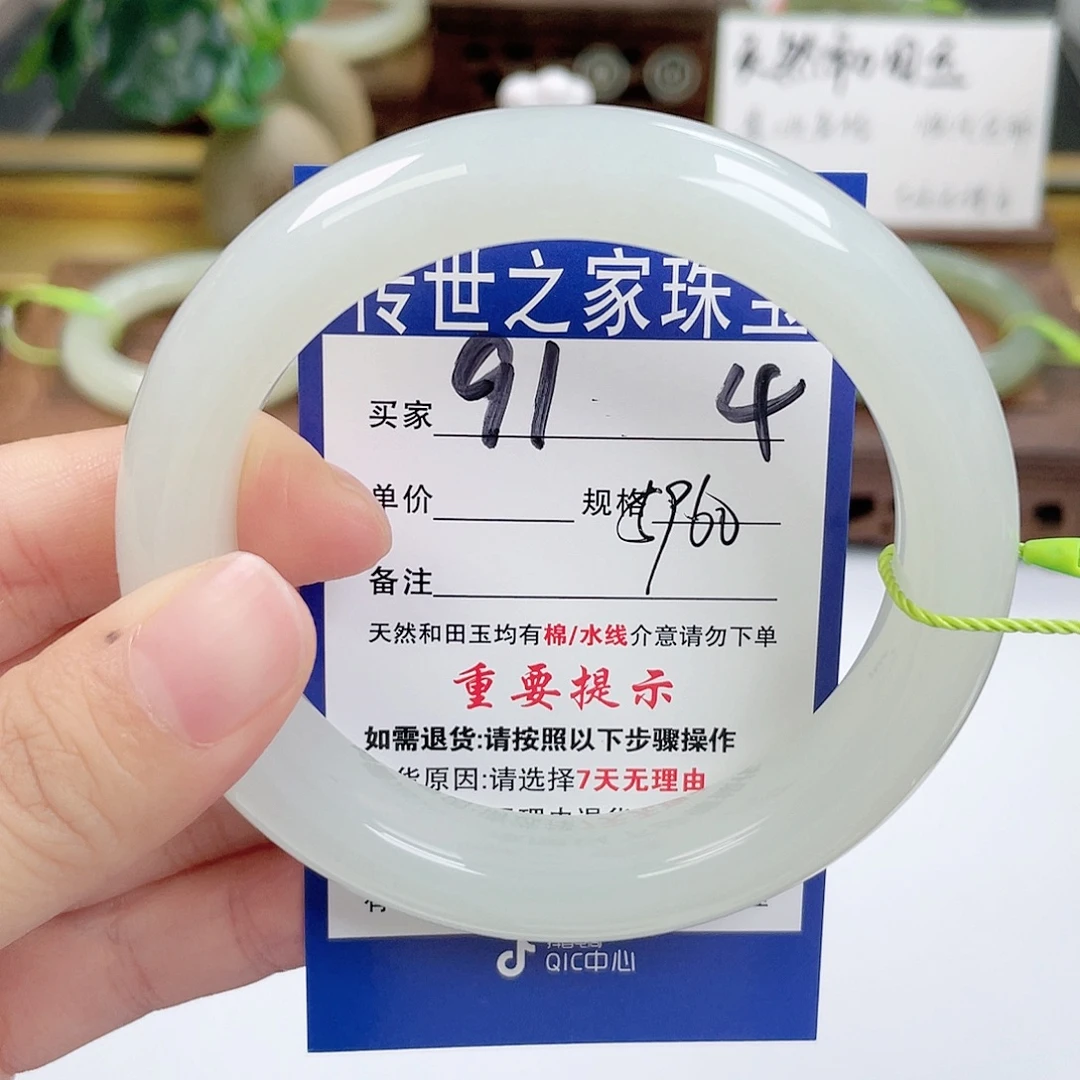 天然和田玉
传世之家珠宝
买家 91 4
单价 规格 5960
备注
天然和田玉均有棉/水线介意请勿下单
重要提示
如需退货:请按照以下步骤操作
货原因:请选择7天无理由
QIC中心